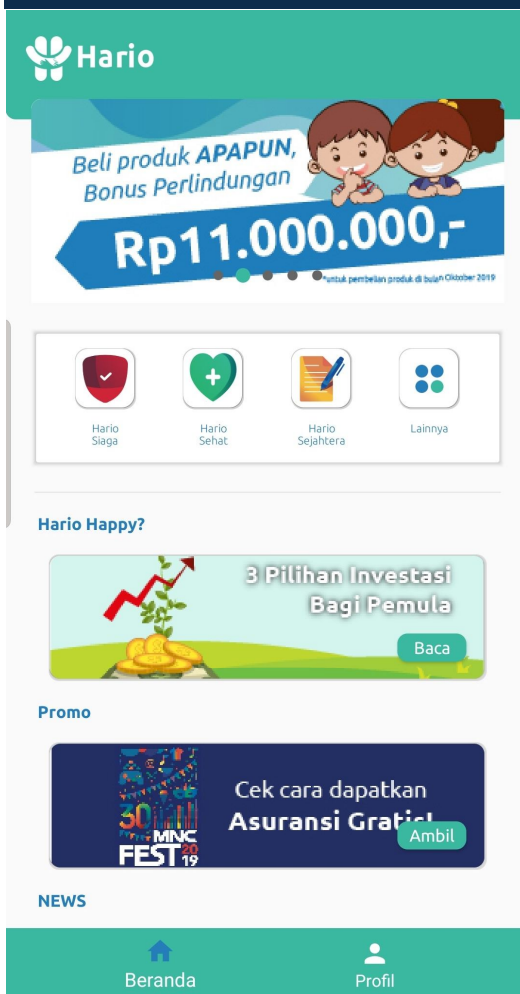 Hario
Beli produk APAPUN,
Bonus Perlindungan
Rp11.000.000,-
*untuk pembelian produk di bulan Oktober 2019
Hario
Siaga
Hario
Sehat
Hario
Sejahtera
Lainnya
Hario Happy?
3 Pilihan Investasi
Bagi Pemula
Baca
Promo
30 MNC
FEST 2019
Cek cara dapatkan
Asuransi Gratis!
Ambil
NEWS
Beranda
Profil